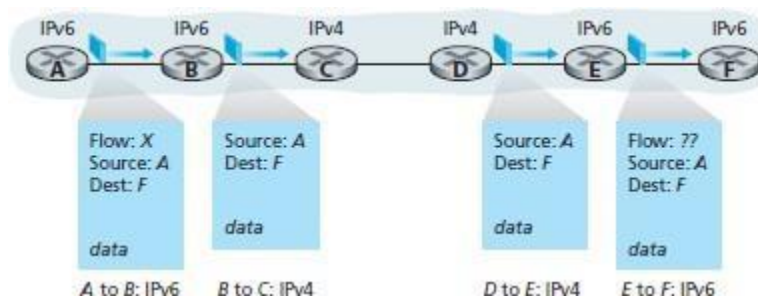 IPv6 IPv6 IPv4 IPv4 IPv6 IPv6
A B C D E F
Flow: X
Source: A
Dest: F
data
Source: A
Dest: F
data
Source: A
Dest: F
data
Flow: ??
Source: A
Dest: F
data
A to B: IPv6 B to C: IPv4 D to E: IPv4 E to F: IPv6